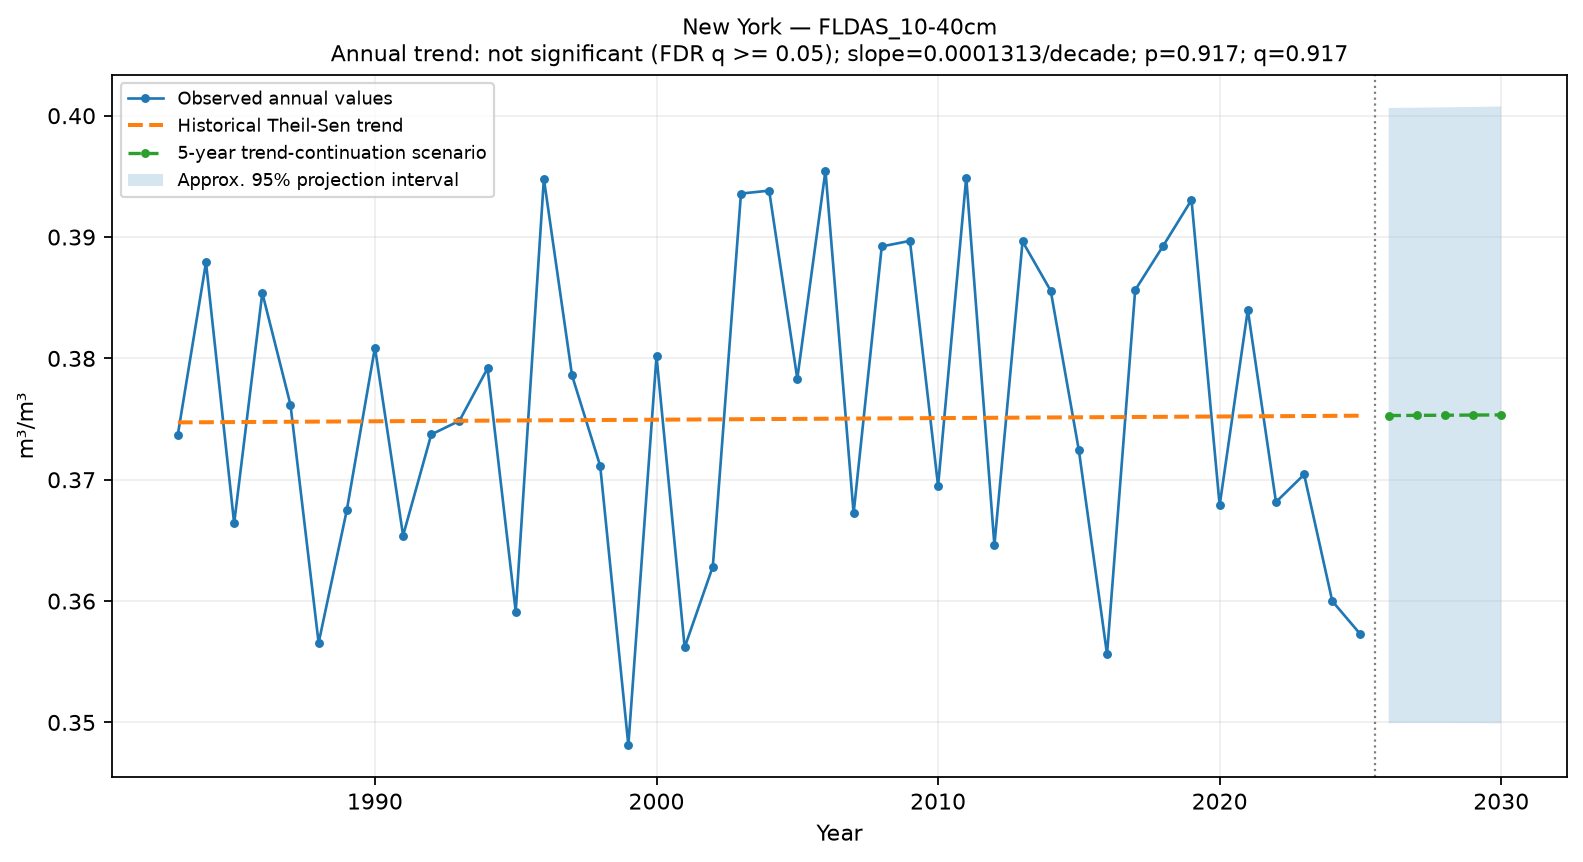 New York — FLDAS_10-40cm
Annual trend: not significant (FDR q >= 0.05); slope=0.0001313/decade; p=0.917; q=0.917
Observed annual values
Historical Theil-Sen trend
5-year trend-continuation scenario
Approx. 95% projection interval
m³/m³
0.40
0.39
0.38
0.37
0.36
0.35
1990 2000 2010 2020 2030
Year